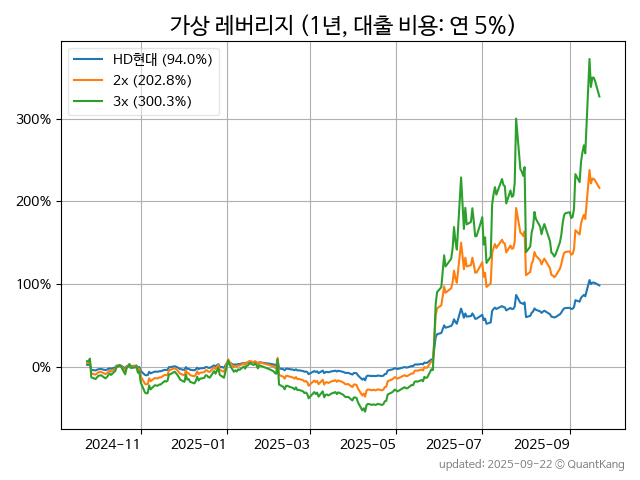 가상 레버리지 (1년, 대출 비용: 연 5%)
HD현대 (94.0%)
2x (202.8%)
3x (300.3%)
300%
200%
100%
0%
2024-11 2025-01 2025-03 2025-05 2025-07 2025-09
updated: 2025-09-22 © QuantKang